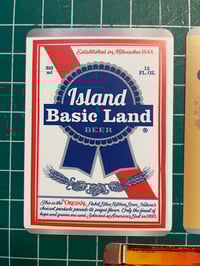 Established in Milwaukee 1844
355 12
ml FL. OZ.
Island
Basic Land
BEER ®
This is the "ORIGINAL" Pabst Blue Ribbon Beer. Nature's
choicest products provide its prized flavor. Only the finest of
hops and grains are used. Selected as America's Best in 1893.